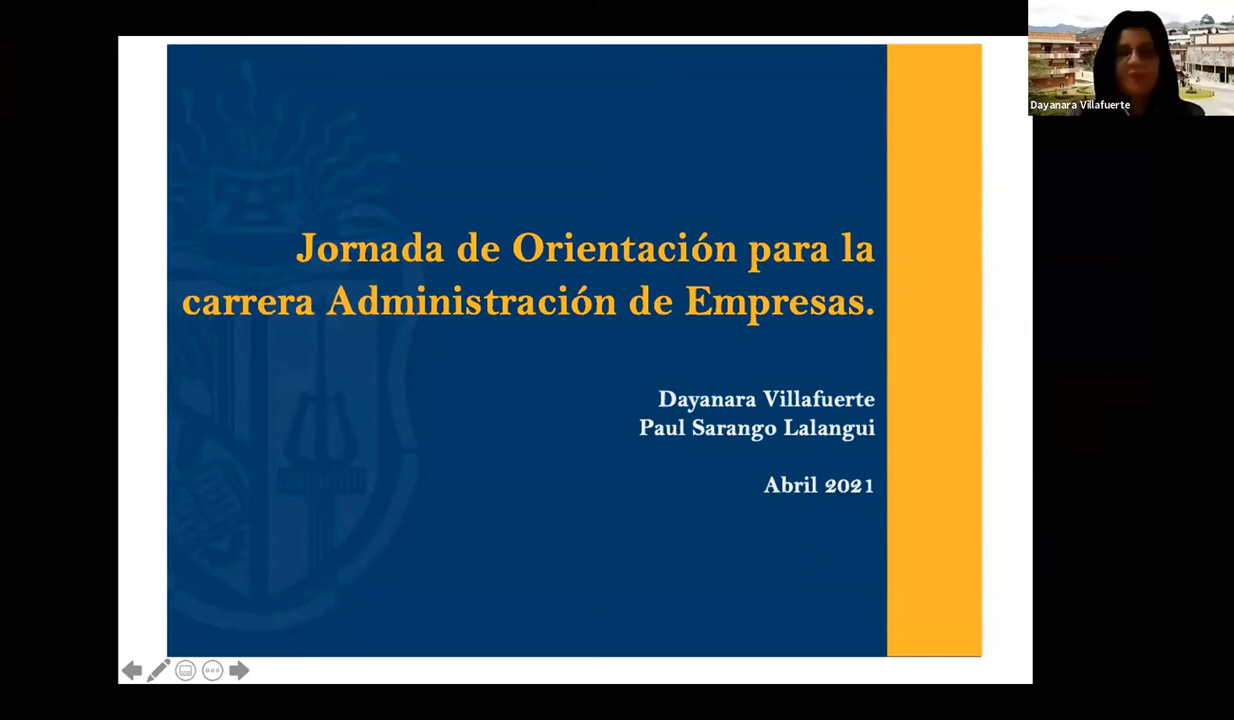 Dayanara Villafuerte
Jornada de Orientación para la
carrera Administración de Empresas.
Dayanara Villafuerte
Paul Sarango Lalangui
Abril 2021